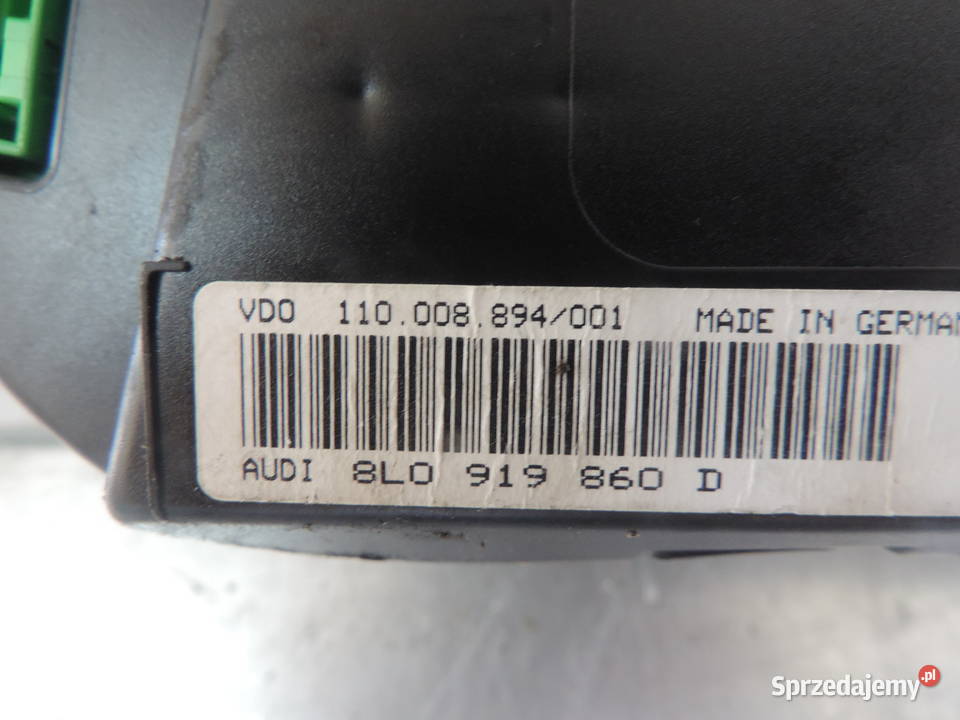 VDO 110.008.894/001 MADE IN GERMAN
AUDI 8L0 919 860 D
Sprzedajemy.pl